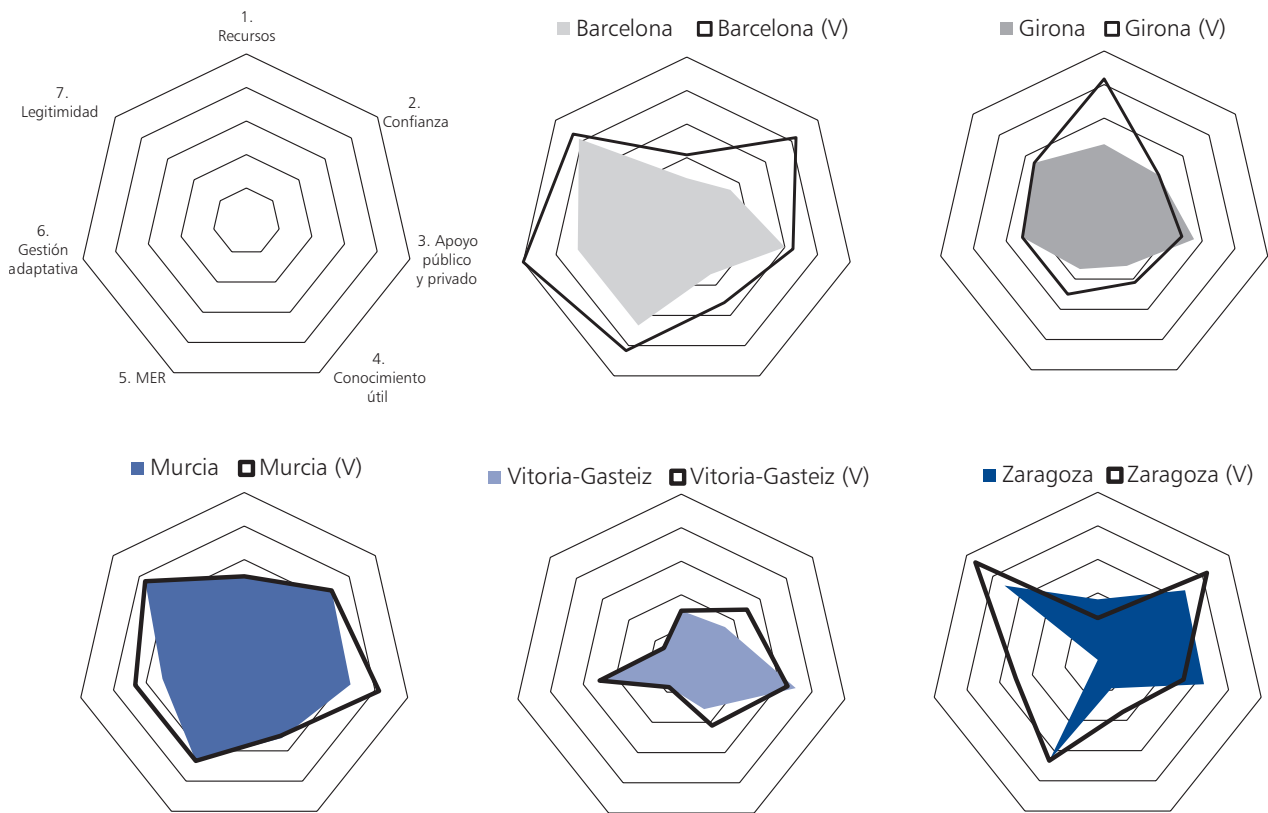 1.
Recursos
2.
Confianza
3. Apoyo
público
y privado
4.
Conocimiento
útil
5. MER
6.
Gestión
adaptativa
7.
Legitimidad
Barcelona Barcelona (V)
Girona Girona (V)
Murcia Murcia (V)
Vitoria-Gasteiz Vitoria-Gasteiz (V)
Zaragoza Zaragoza (V)